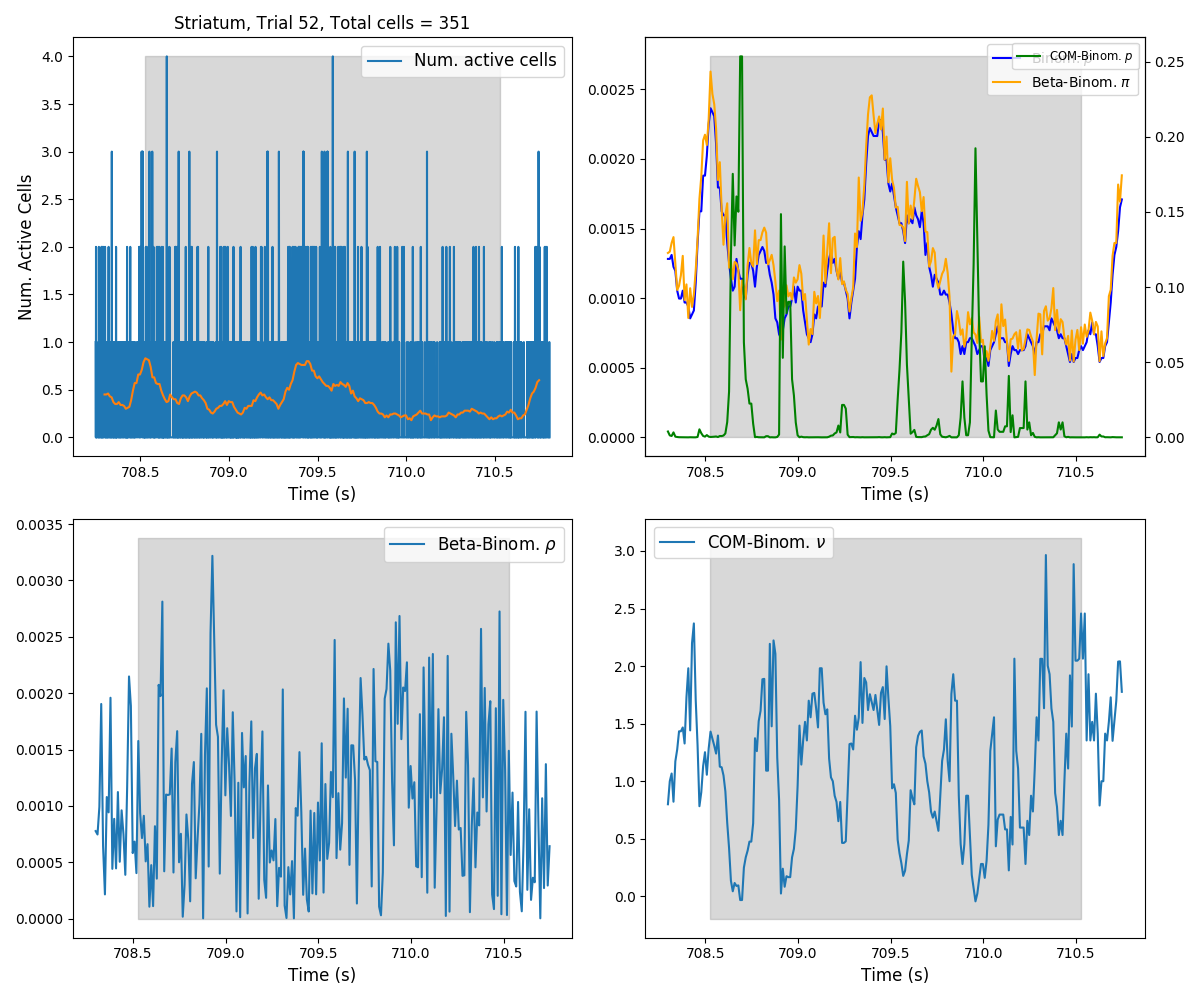 Striatum, Trial 52, Total cells = 351
Num. active cells
4.0
3.5
3.0
2.5
2.0
1.5
1.0
0.5
0.0
Num. Active Cells
708.5 709.0 709.5 710.0 710.5
Time (s)
COM-Binom. p
Beta-Binom. π
0.0025
0.0020
0.0015
0.0010
0.0005
0.0000
0.25
0.20
0.15
0.10
0.05
0.00
708.5 709.0 709.5 710.0 710.5
Time (s)
Beta-Binom. ρ
0.0035
0.0030
0.0025
0.0020
0.0015
0.0010
0.0005
0.0000
708.5 709.0 709.5 710.0 710.5
Time (s)
COM-Binom. ν
3.0
2.5
2.0
1.5
1.0
0.5
0.0
708.5 709.0 709.5 710.0 710.5
Time (s)